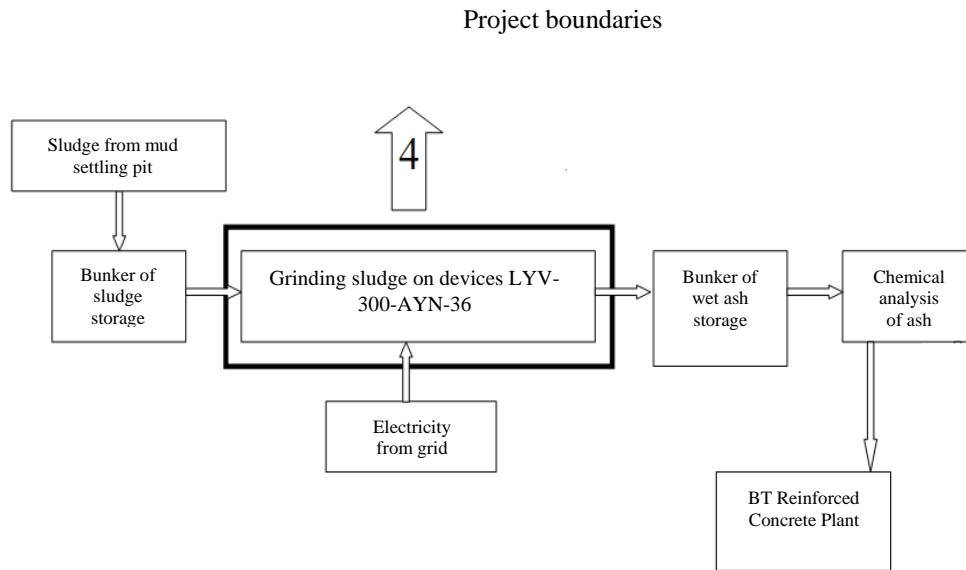 Project boundaries
4
Sludge from mud
settling pit
Bunker of
sludge
storage
Grinding sludge on devices LYV-
300-AYN-36
Bunker of
wet ash
storage
Chemical
analysis
of ash
Electricity
from grid
BT Reinforced
Concrete Plant